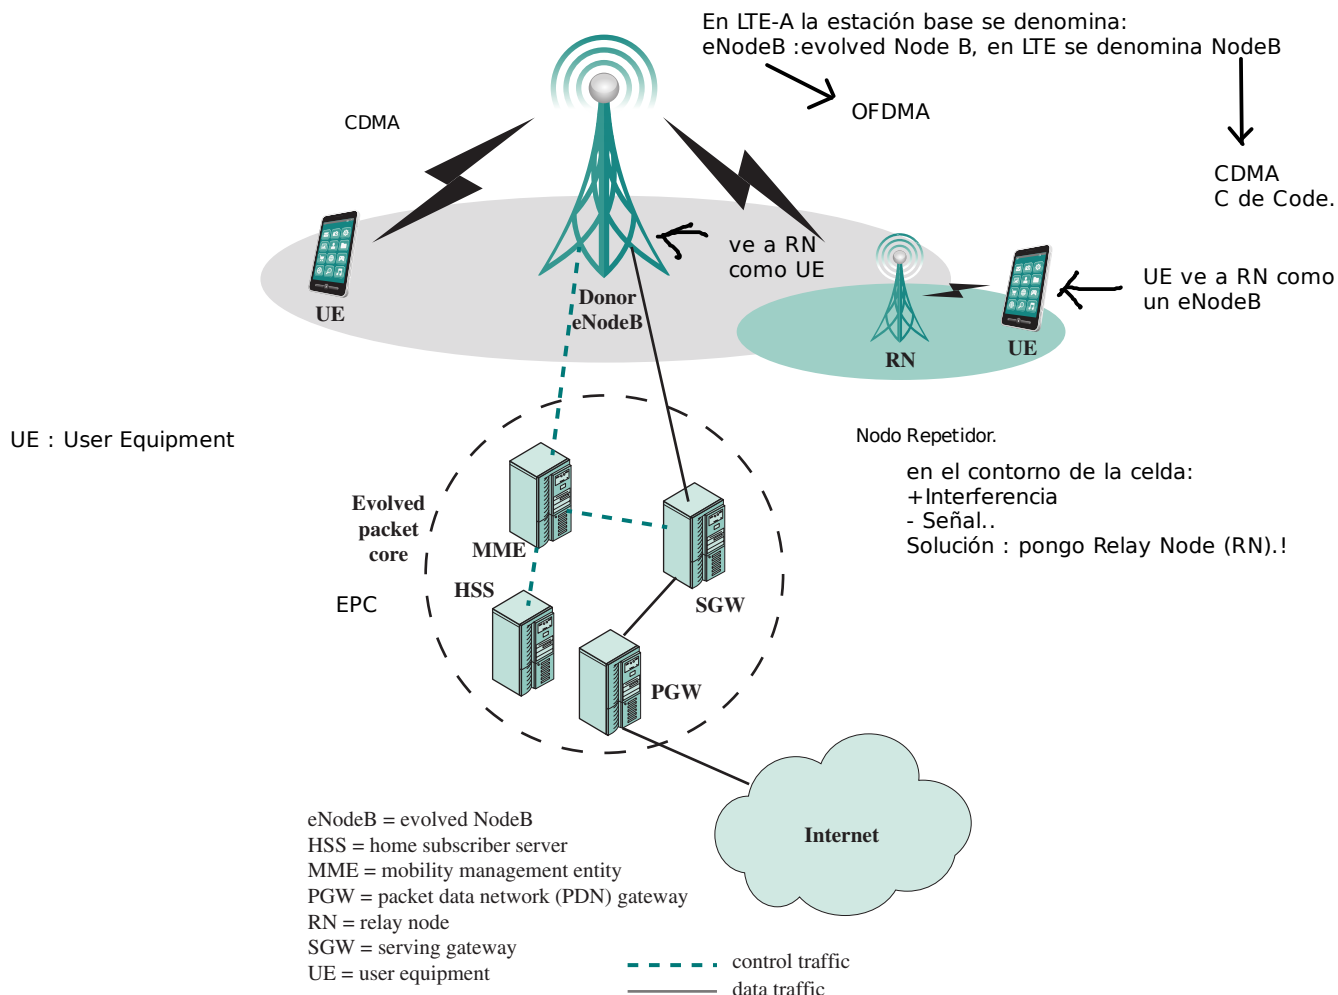 En LTE-A la estación base se denomina:
eNodeB :evolved Node B, en LTE se denomina NodeB
OFDMA
CDMA
CDMA
C de Code.
ve a RN
como UE
UE ve a RN como
un eNodeB
UE
Donor
eNodeB
RN
UE
UE : User Equipment
Nodo Repetidor.
en el contorno de la celda:
+Interferencia
- Señal..
Solución : pongo Relay Node (RN).!
Evolved
packet
core
MME
HSS
SGW
EPC
PGW
Internet
eNodeB = evolved NodeB
HSS = home subscriber server
MME = mobility management entity
PGW = packet data network (PDN) gateway
RN = relay node
SGW = serving gateway
UE = user equipment
control traffic
data traffic